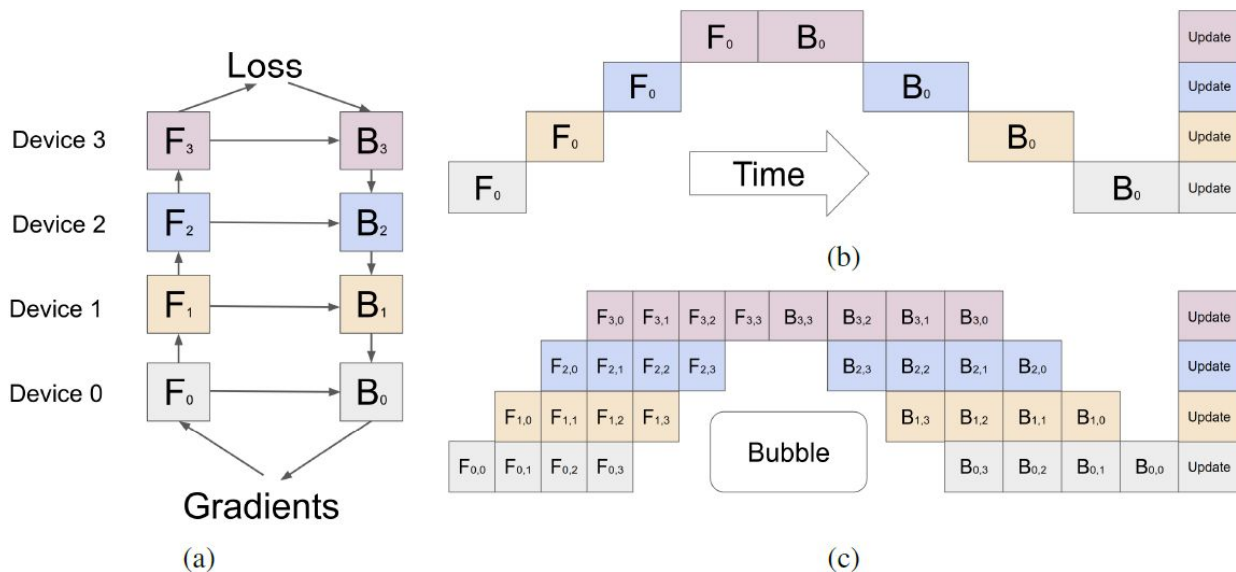 Loss
Device 3 F₃ B₃
Device 2 F₂ B₂
Device 1 F₁ B₁
Device 0 F₀ B₀
Gradients
(a)
F₀ B₀ Update
F₀ B₀ Update
F₀ B₀ Update
F₀ B₀ Update
Time
(b)
F₃,₀ F₃,₁ F₃,₂ F₃,₃ B₃,₃ B₃,₂ B₃,₁ B₃,₀ Update
F₂,₀ F₂,₁ F₂,₂ F₂,₃ B₂,₃ B₂,₂ B₂,₁ B₂,₀ Update
F₁,₀ F₁,₁ F₁,₂ F₁,₃ B₁,₃ B₁,₂ B₁,₁ B₁,₀ Update
F₀,₀ F₀,₁ F₀,₂ F₀,₃ B₀,₃ B₀,₂ B₀,₁ B₀,₀ Update
Bubble
(c)